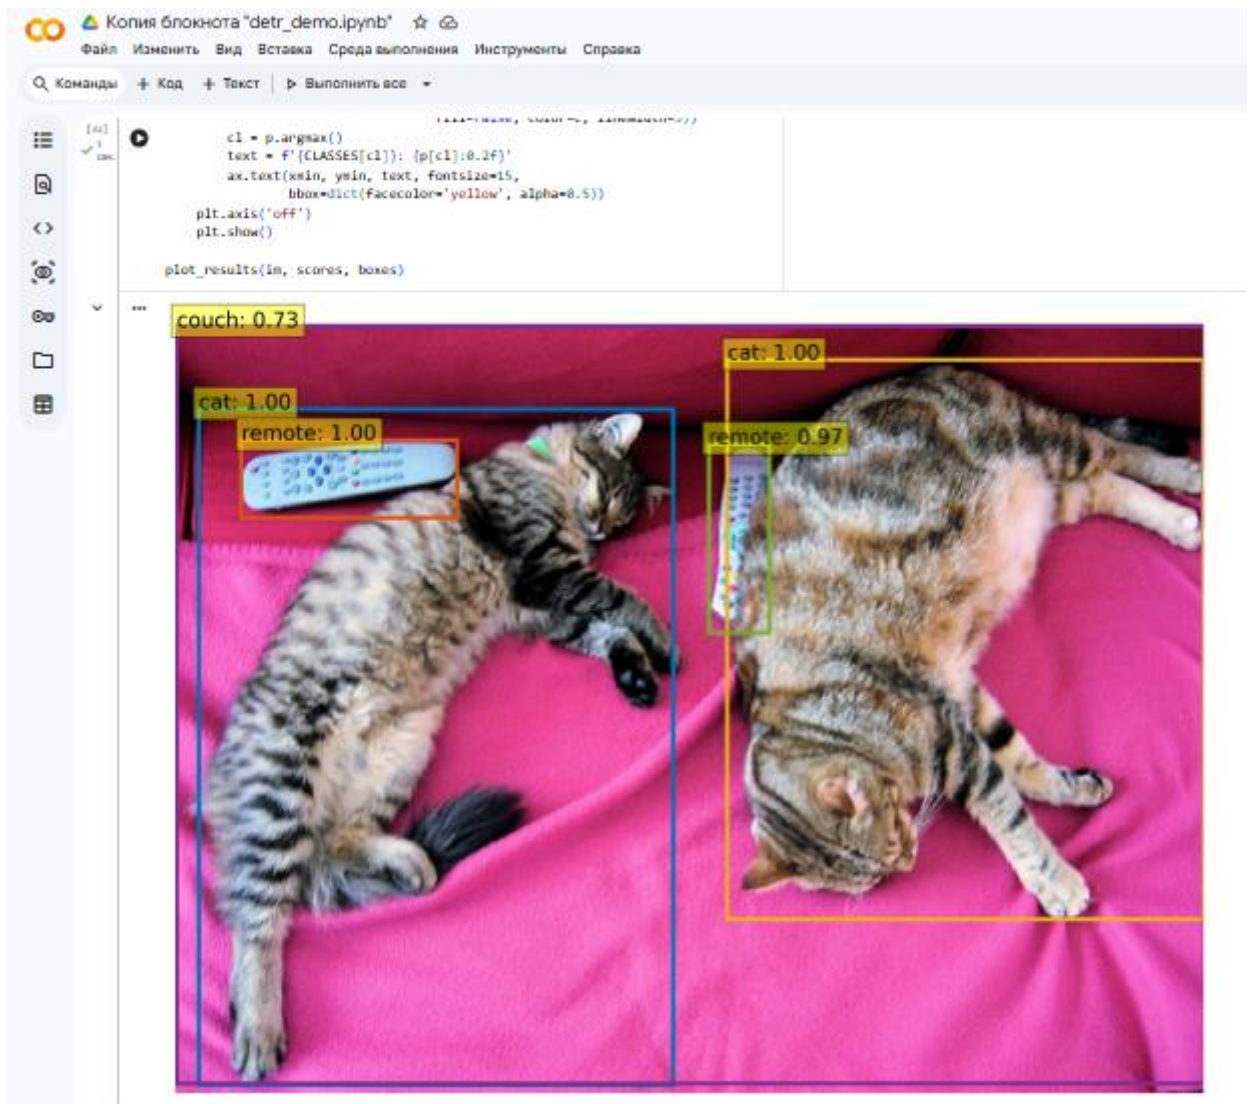 Копия блокнота "detr_demo.ipynb"
Файл Изменить Вид Вставка Среда выполнения Инструменты Справка
Команды + Код + Текст Выполнить все
cl = p.argmax()
text = f'{CLASSES[cl]}: {p[cl]:0.2f}'
ax.text(xmin, ymin, text, fontsize=15,
bbox=dict(facecolor='yellow', alpha=0.5))
plt.axis('off')
plt.show()
plot_results(im, scores, boxes)
couch: 0.73
cat: 1.00
cat: 1.00
remote: 1.00
remote: 0.97